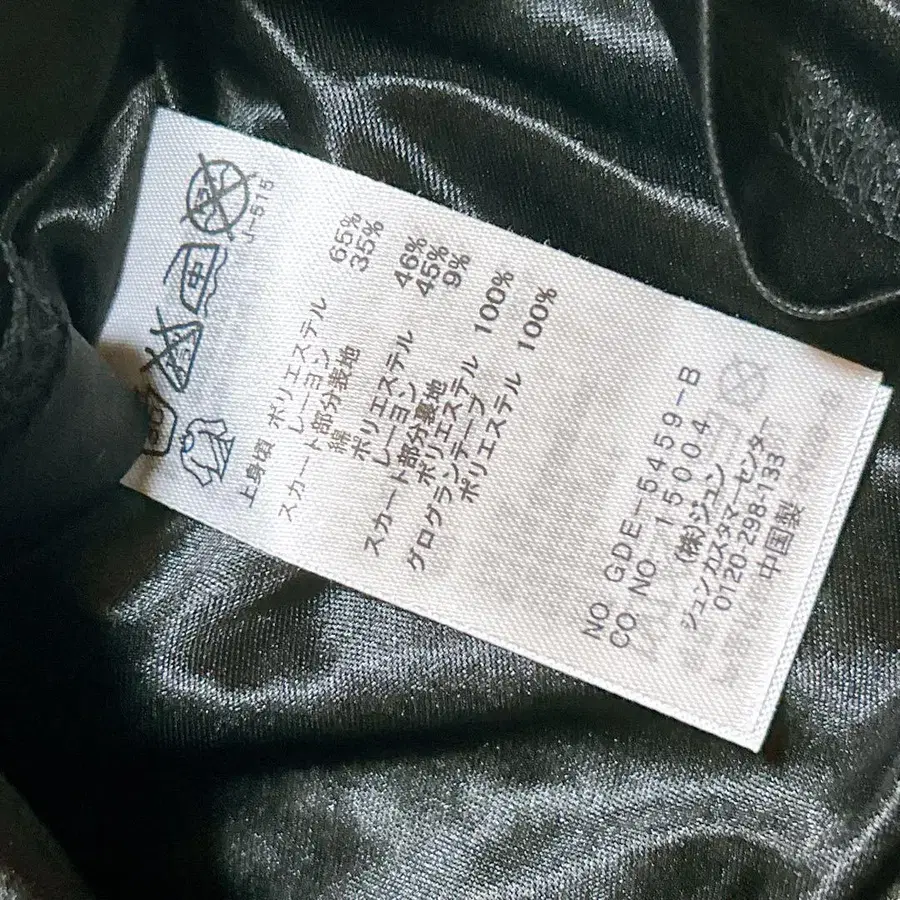 J-515
上身頃 ポリエステル 65%
レーヨン 35%
スカート部分表地
綿 46%
ポリエステル 45%
レーヨン 9%
スカート部分裏地
ポリエステル 100%
グログランテープ
ポリエステル 100%
NO GDE-5459-B
CO NO 15004
(株)ジュン
ジュンカスタマーセンター
0120-298-133
中国製